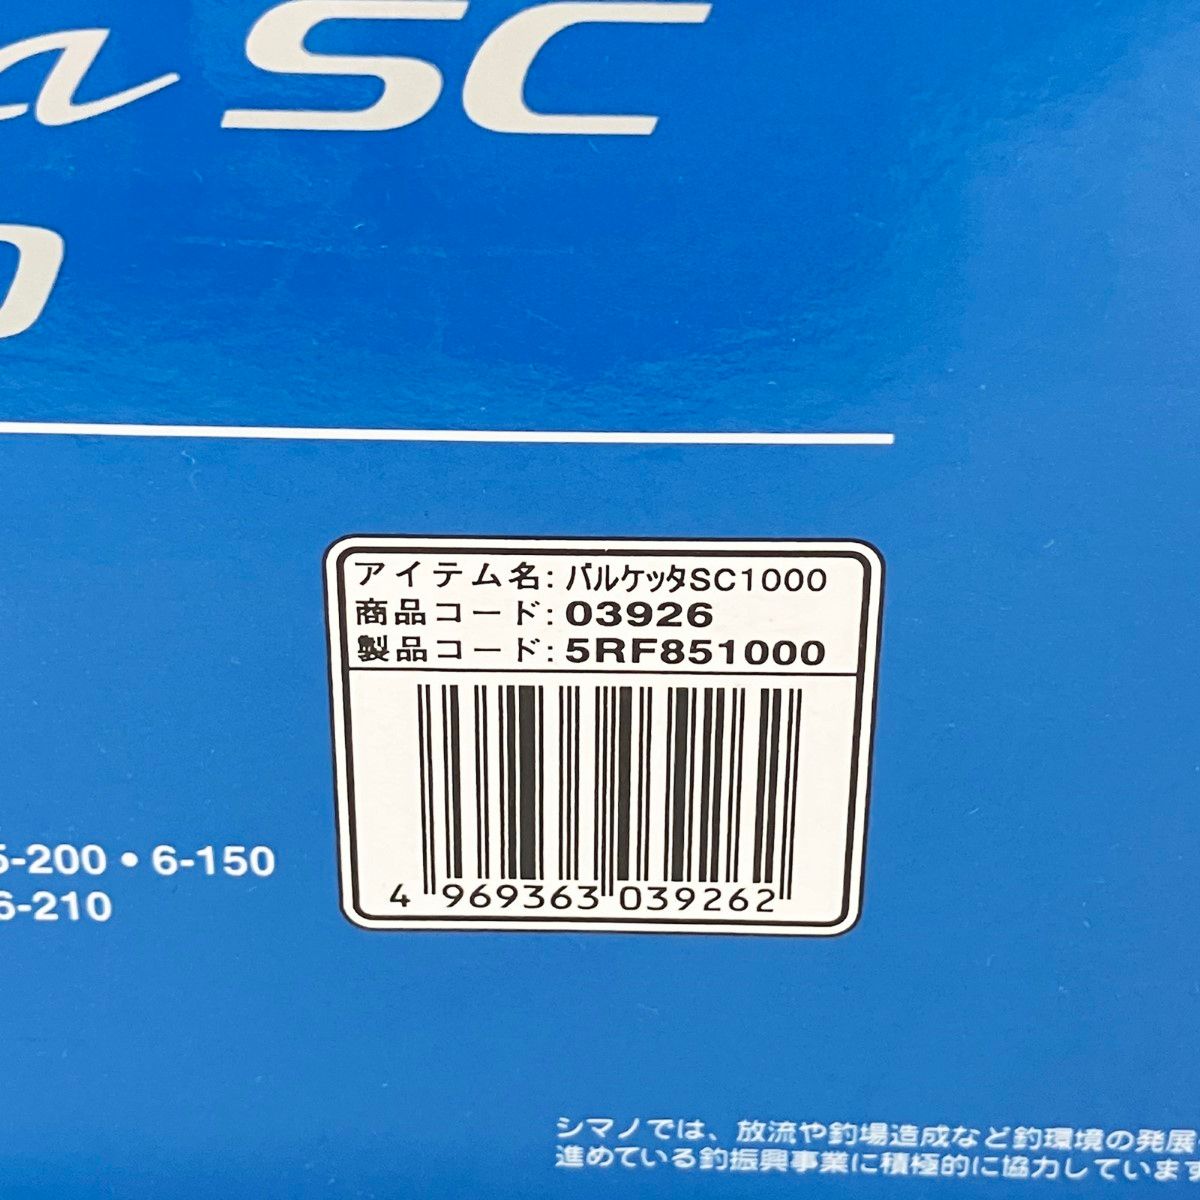 a SC
0
アイテム名: バルケッタSC1000
商品コード: 03926
製品コード: 5RF851000
4 969363 039262
5-200・6-150
6-210
シマノでは、放流や釣場造成など釣環境の発展
進めている釣振興事業に積極的に協力しています